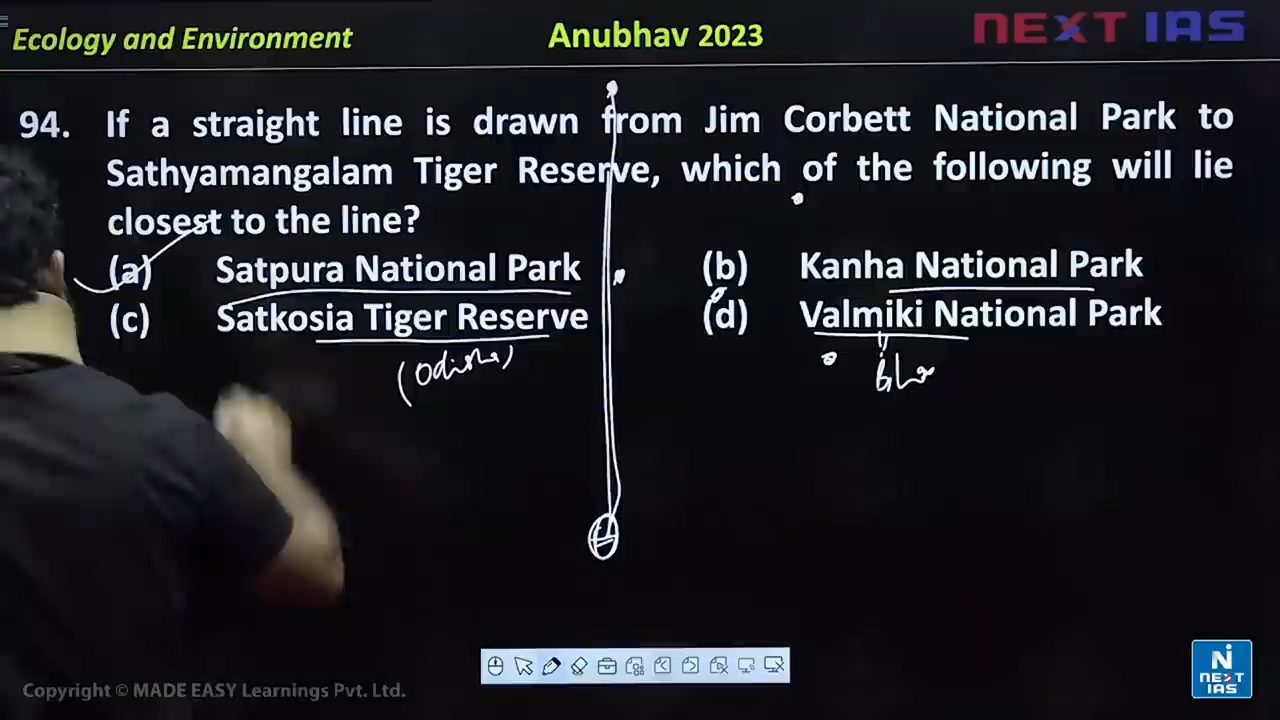 Ecology and Environment
Anubhav 2023
NEXT IAS
94. If a straight line is drawn from Jim Corbett National Park to
Sathyamangalam Tiger Reserve, which of the following will lie
closest to the line?
(a) Satpura National Park (b) Kanha National Park
(c) Satkosia Tiger Reserve (d) Valmiki National Park
(Odisha)
Copyright © MADE EASY Learnings Pvt. Ltd.
N
NEXT
IAS